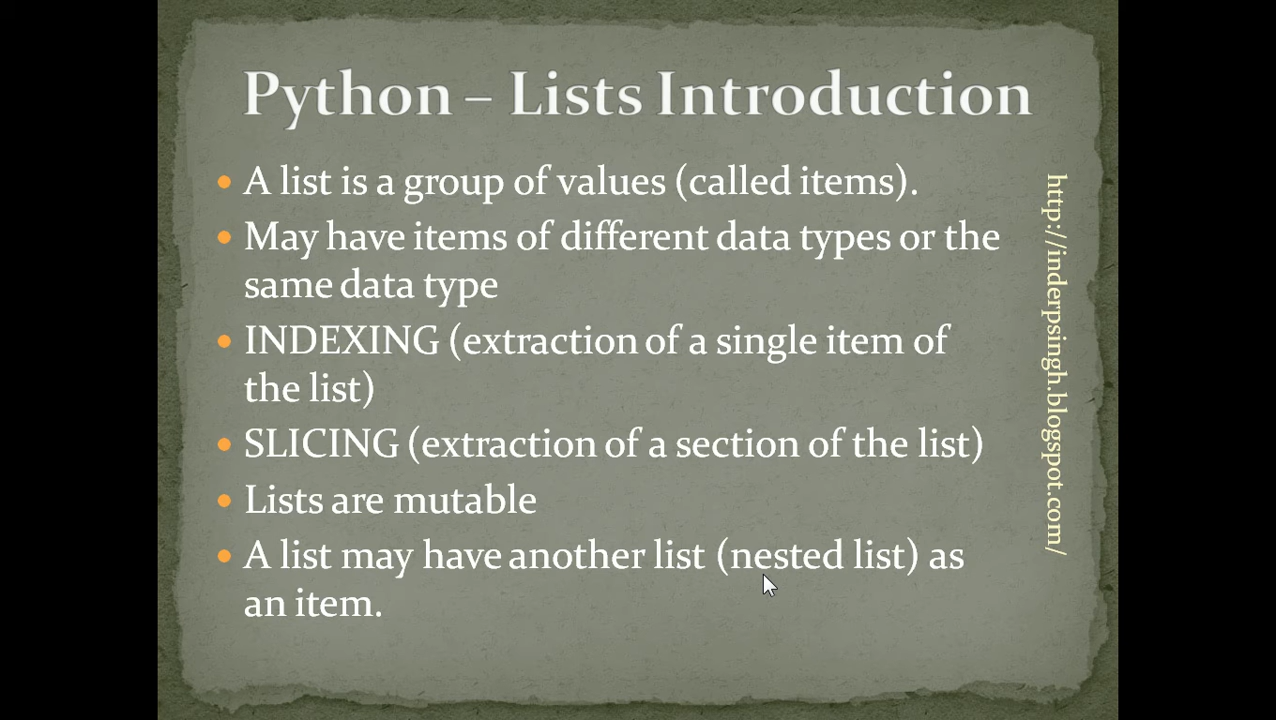 Python – Lists Introduction
• A list is a group of values (called items).
• May have items of different data types or the
same data type
• INDEXING (extraction of a single item of
the list)
• SLICING (extraction of a section of the list)
• Lists are mutable
• A list may have another list (nested list) as
an item.
http://inderpsingh.blogspot.com/